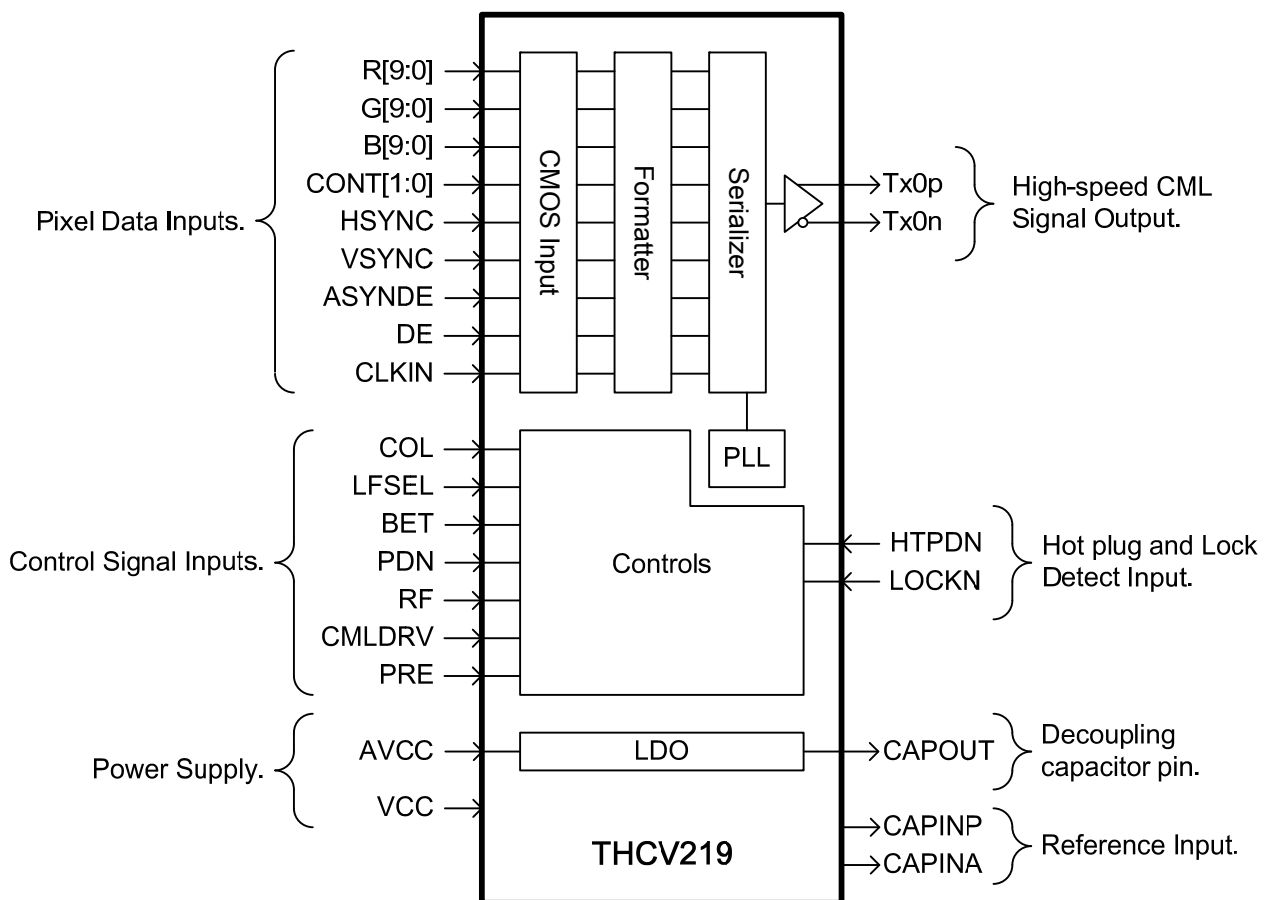 Pixel Data Inputs.
R[9:0]
G[9:0]
B[9:0]
CONT[1:0]
HSYNC
VSYNC
ASYNDE
DE
CLKIN
CMOS Input
Formatter
Serializer
PLL
Tx0p
Tx0n
High-speed CML
Signal Output.
Control Signal Inputs.
COL
LFSEL
BET
PDN
RF
CMLDRV
PRE
Controls
HTPDN
LOCKN
Hot plug and Lock
Detect Input.
Power Supply.
AVCC
VCC
LDO
CAPOUT
Decoupling
capacitor pin.
CAPINP
CAPINA
Reference Input.
THCV219